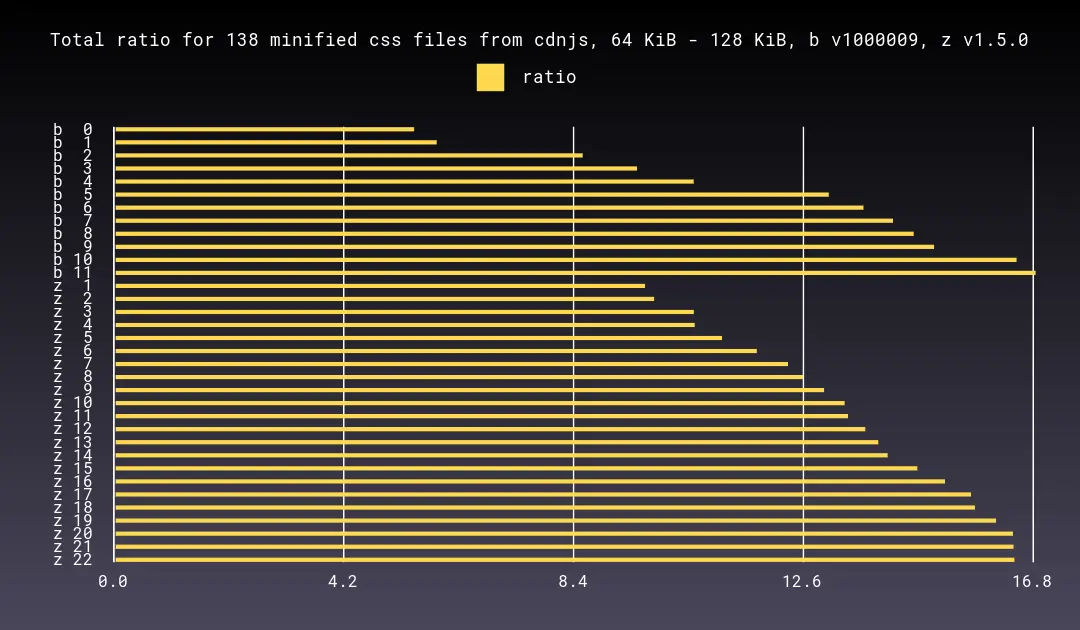 Total ratio for 138 minified css files from cdnjs, 64 KiB - 128 KiB, b v1000009, z v1.5.0
ratio
b  0
b  1
b  2
b  3
b  4
b  5
b  6
b  7
b  8
b  9
b 10
b 11
z  1
z  2
z  3
z  4
z  5
z  6
z  7
z  8
z  9
z 10
z 11
z 12
z 13
z 14
z 15
z 16
z 17
z 18
z 19
z 20
z 21
z 22
0.0 4.2 8.4 12.6 16.8